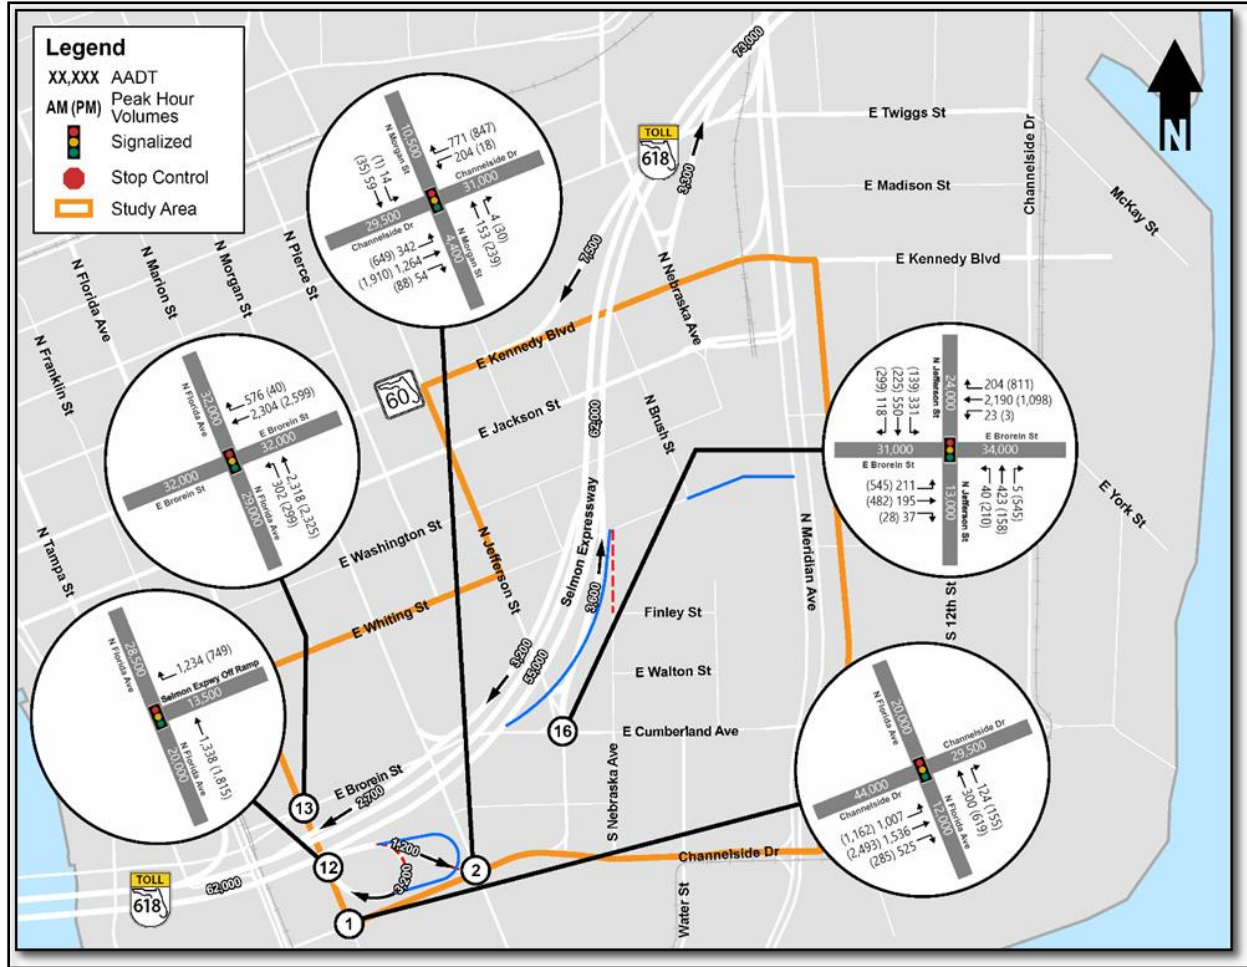 Legend
XX,XXX AADT
AM (PM) Peak Hour
Volumes
Signalized
Stop Control
Study Area
N
TOLL
618
73,000
3,300
7,500
E Twiggs St
E Madison St
E Kennedy Blvd
Channelside Dr
McKay St
N Florida Ave
N Marion St
N Morgan St
N Pierce St
N Franklin St
N Tampa St
N Nebraska Ave
E Kennedy Blvd
60
E Jackson St
62,000
N Brush St
E Washington St
N Jefferson St
Selmon Expressway
3,600
E Whiting St
3,200
55,000
Finley St
E Walton St
E Cumberland Ave
S Nebraska Ave
N Meridian Ave
S 12th St
E York St
E Brorein St
2,700
1,200
3,200
62,000
TOLL
618
Channelside Dr
Water St
16
13
12
2
1
10,500
N Morgan St
771 (847)
204 (18)
Channelside Dr
31,000
(1) 14
(35) 59
29,500
Channelside Dr
4,400
N Morgan St
4 (30)
153 (239)
(649) 342
(1,910) 1,264
(88) 54
32,000
N Florida Ave
576 (40)
2,304 (2,599)
E Brorein St
32,000
32,000
E Brorein St
29,000
N Florida Ave
2,318 (2,325)
302 (299)
28,500
N Florida Ave
1,234 (749)
Selmon Expwy Off Ramp
13,500
20,000
N Florida Ave
1,338 (1,815)
N Jefferson St
24,000
(139) 331
(225) 550
(299) 118
204 (811)
2,190 (1,098)
23 (3)
E Brorein St
31,000
34,000
E Brorein St
(545) 211
(482) 195
(28) 37
13,000
N Jefferson St
5 (545)
423 (158)
40 (210)
20,000
N Florida Ave
Channelside Dr
29,500
44,000
Channelside Dr
12,000
N Florida Ave
124 (155)
300 (619)
(1,162) 1,007
(2,493) 1,536
(285) 525